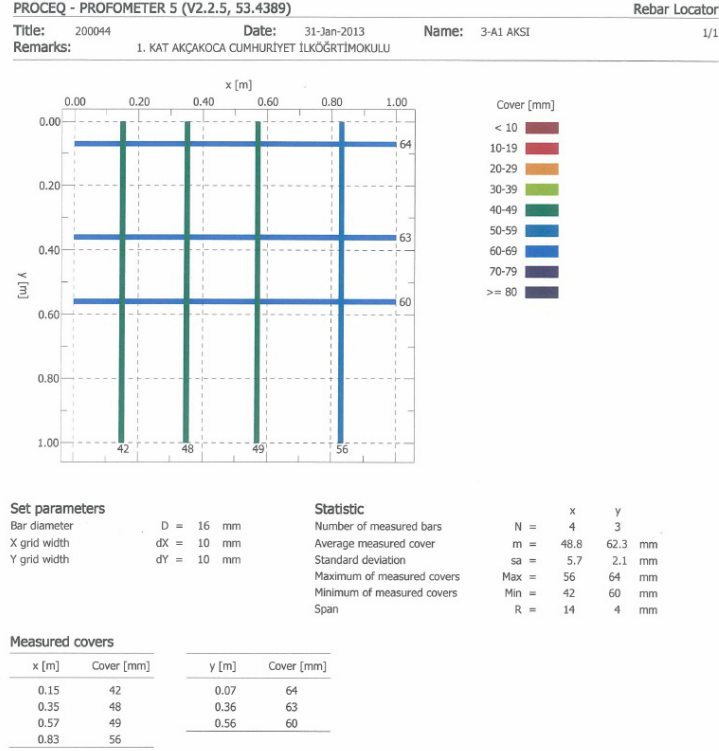 PROCEQ - PROFOMETER 5 (V2.2.5, 53.4389) Rebar Locator
Title: 200044 Date: 31-Jan-2013 Name: 3-A1 AKSI 1/1
Remarks: 1. KAT AKÇAKOCA CUMHURİYET İLKÖĞRTİMOKULU
x [m]
0.00 0.20 0.40 0.60 0.80 1.00
Cover [mm]
0.00
64
0.20
63
0.40
60
0.60
0.80
1.00
y [m]
42 48 49 56
< 10
10-19
20-29
30-39
40-49
50-59
60-69
70-79
>= 80
Set parameters
Bar diameter D = 16 mm
X grid width dX = 10 mm
Y grid width dY = 10 mm
Statistic x y
Number of measured bars N = 4 3
Average measured cover m = 48.8 62.3 mm
Standard deviation sa = 5.7 2.1 mm
Maximum of measured covers Max = 56 64 mm
Minimum of measured covers Min = 42 60 mm
Span R = 14 4 mm
Measured covers
x [m] Cover [mm] y [m] Cover [mm]
0.15 42 0.07 64
0.35 48 0.36 63
0.57 49 0.56 60
0.83 56